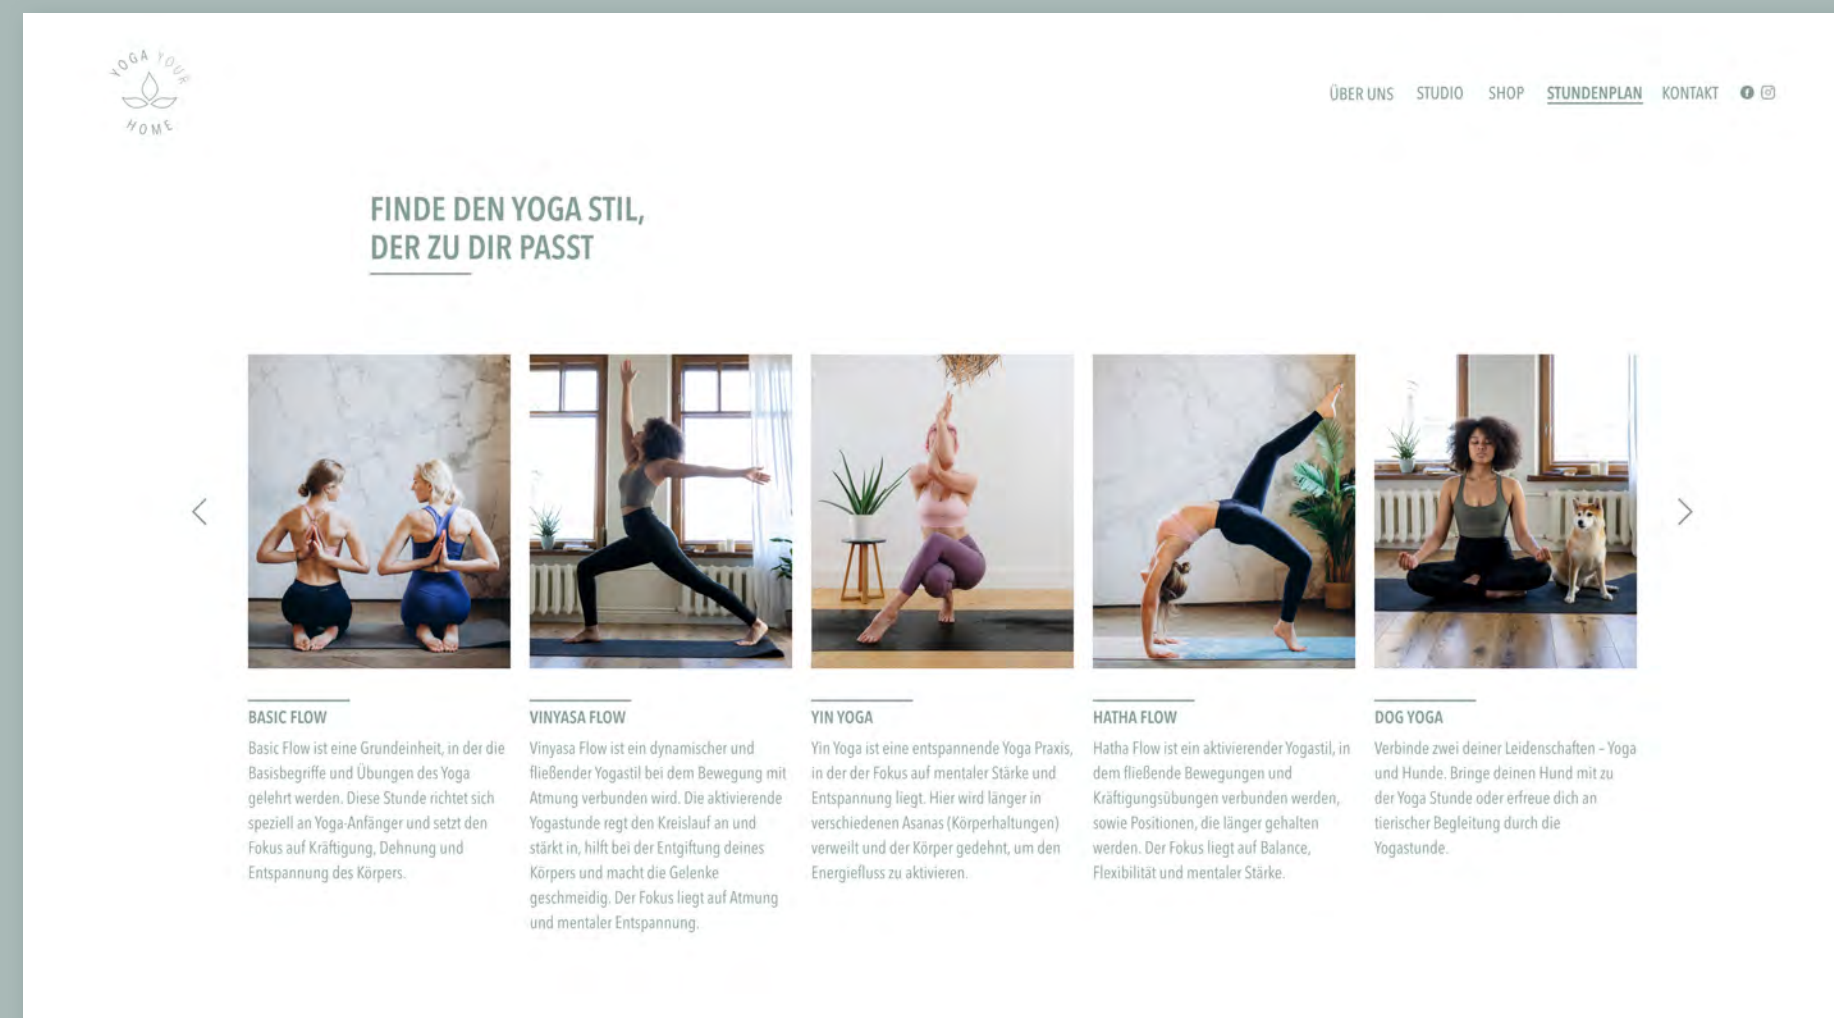 YOGA YOUR
HOME
ÜBER UNS STUDIO SHOP STUNDENPLAN KONTAKT
FINDE DEN YOGA STIL,
DER ZU DIR PASST
BASIC FLOW
Basic Flow ist eine Grundeinheit, in der die
Basisbegriffe und Übungen des Yoga
gelehrt werden. Diese Stunde richtet sich
speziell an Yoga-Anfänger und setzt den
Fokus auf Kräftigung, Dehnung und
Entspannung des Körpers.
VINYASA FLOW
Vinyasa Flow ist ein dynamischer und
fließender Yogastil bei dem Bewegung mit
Atmung verbunden wird. Die aktivierende
Yogastunde regt den Kreislauf an und
stärkt in, hilft bei der Entgiftung deines
Körpers und macht die Gelenke
geschmeidig. Der Fokus liegt auf Atmung
und mentaler Entspannung.
YIN YOGA
Yin Yoga ist eine entspannende Yoga Praxis,
in der der Fokus auf mentaler Stärke und
Entspannung liegt. Hier wird länger in
verschiedenen Asanas (Körperhaltungen)
verweilt und der Körper gedehnt, um den
Energiefluss zu aktivieren.
HATHA FLOW
Hatha Flow ist ein aktivierender Yogastil, in
dem fließende Bewegungen und
Kräftigungsübungen verbunden werden,
sowie Positionen, die länger gehalten
werden. Der Fokus liegt auf Balance,
Flexibilität und mentaler Stärke.
DOG YOGA
Verbinde zwei deiner Leidenschaften – Yoga
und Hunde. Bringe deinen Hund mit zu
der Yoga Stunde oder erfreue dich an
tierischer Begleitung durch die
Yogastunde.